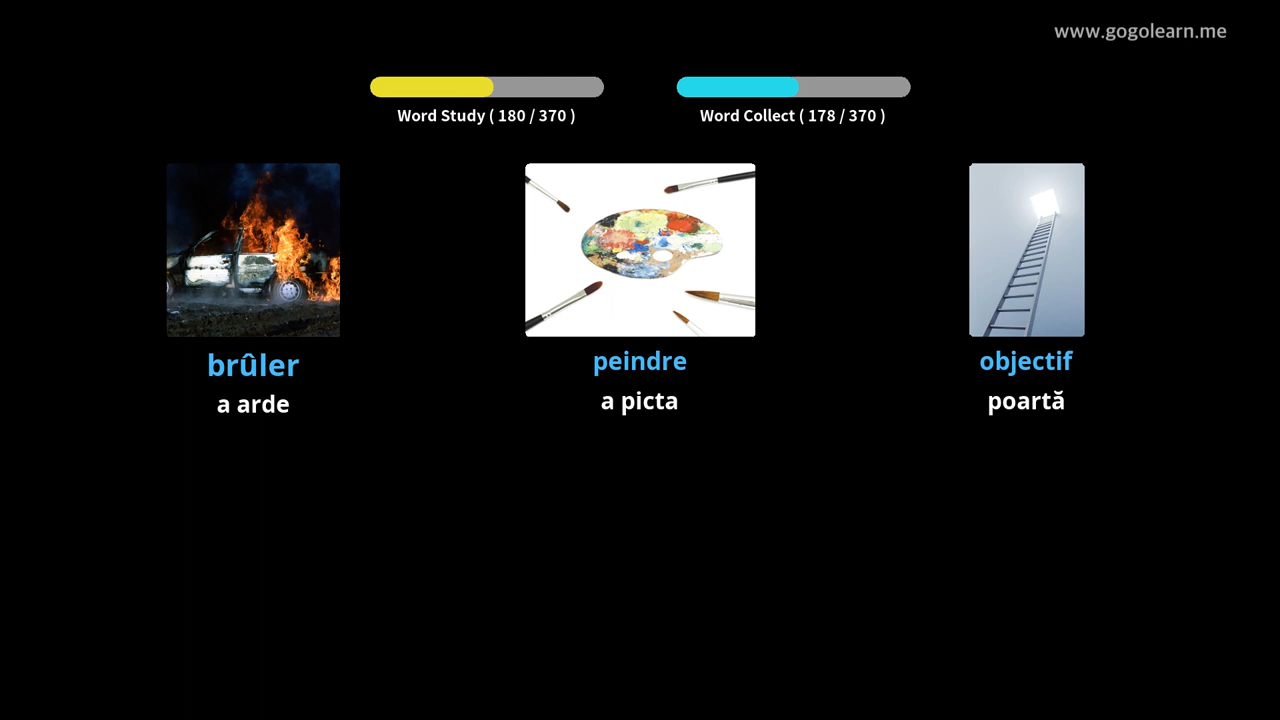 www.gogolearn.me
Word Study ( 180 / 370 )
Word Collect ( 178 / 370 )
brûler
peindre
objectif
a arde
a picta
poartă